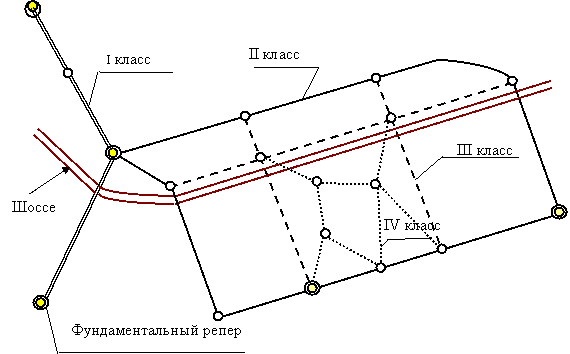 I класс
II класс
III класс
Шоссе
IV класс
Фундаментальный репер